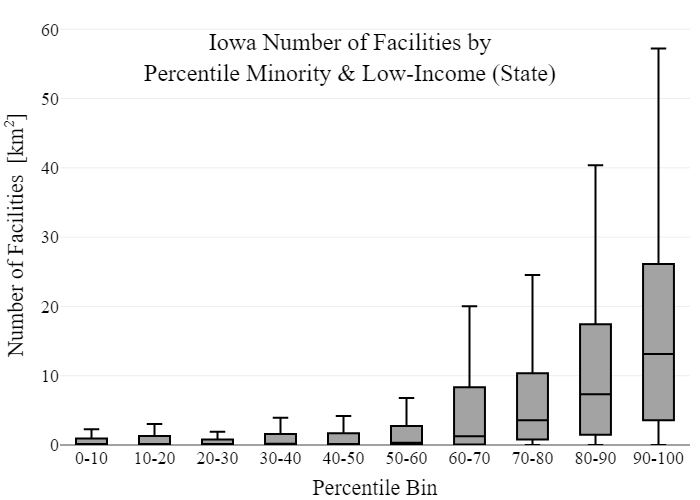 Iowa Number of Facilities by
Percentile Minority & Low-Income (State)
Number of Facilities [km²]
60
50
40
30
20
10
0
0-10 10-20 20-30 30-40 40-50 50-60 60-70 70-80 80-90 90-100
Percentile Bin